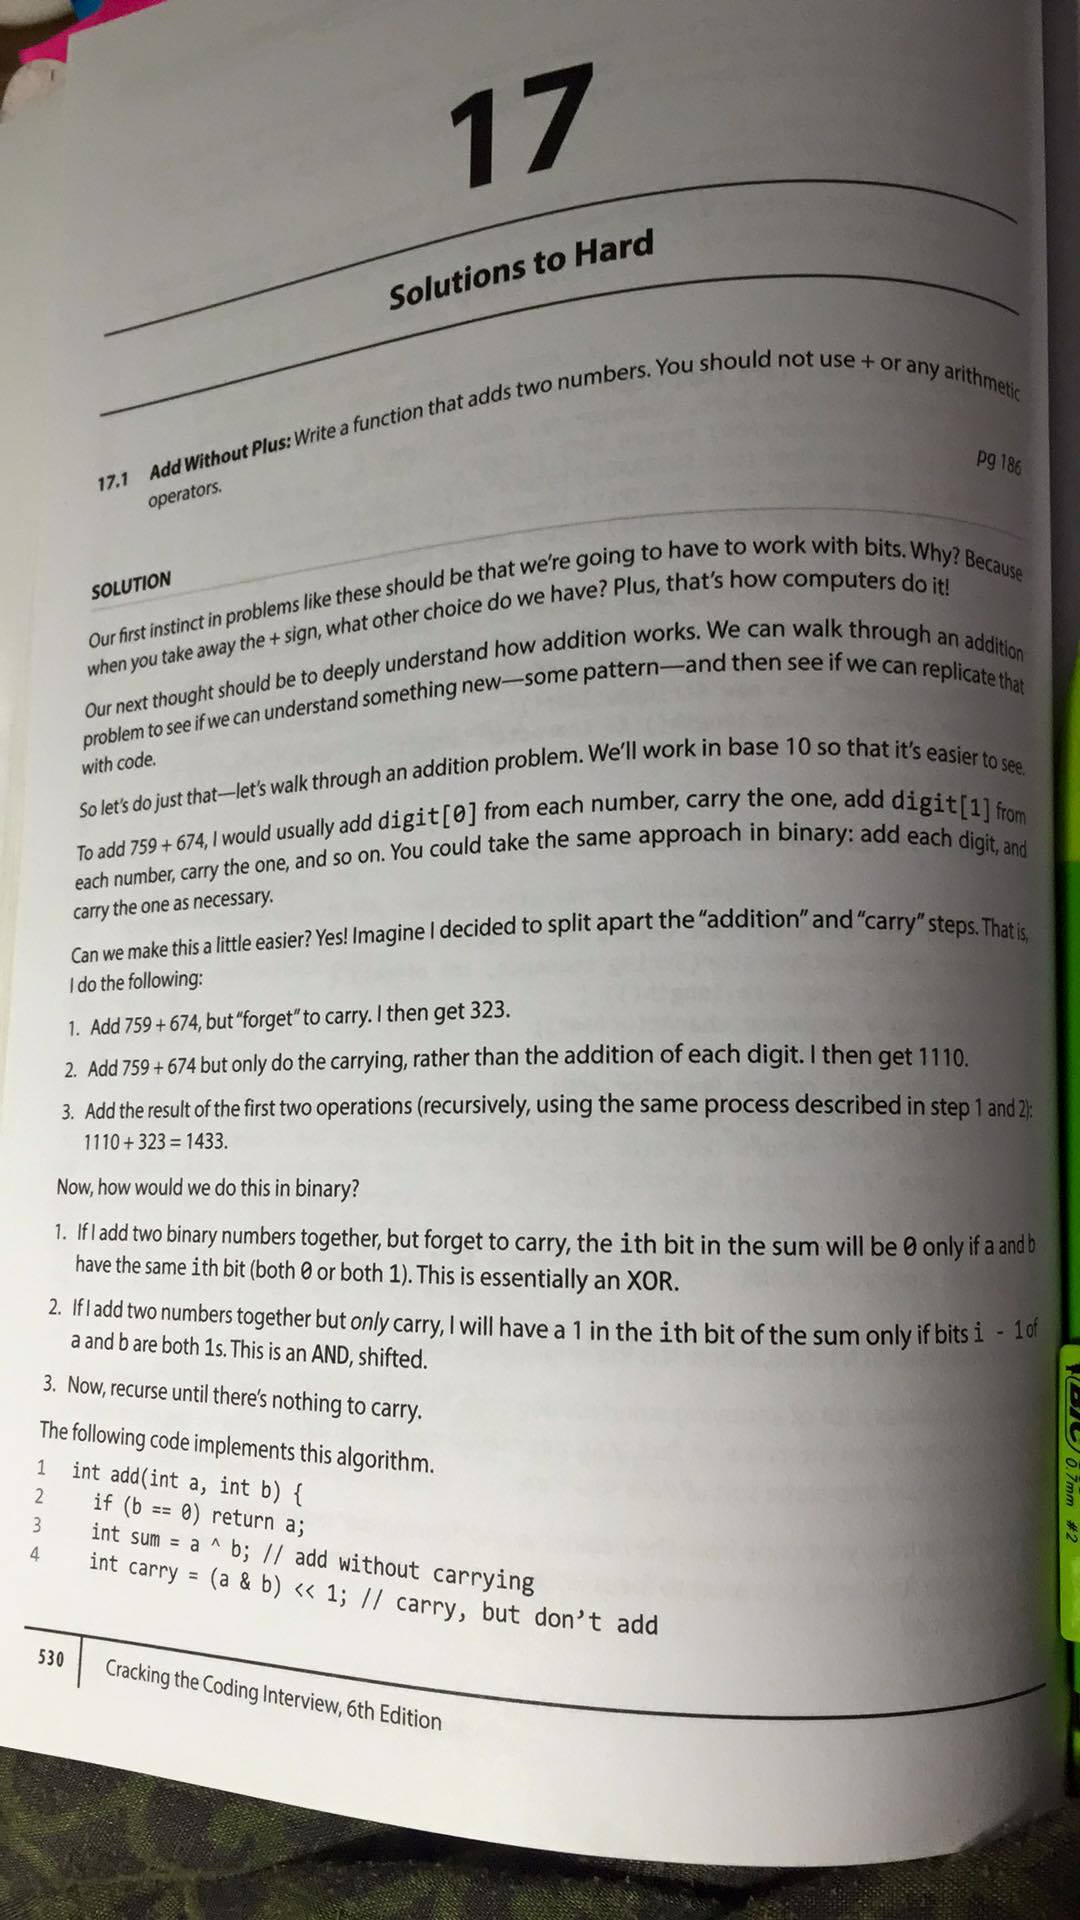 17
Solutions to Hard
17.1 Add Without Plus: Write a function that adds two numbers. You should not use + or any arithmetic
operators.
pg 186
SOLUTION
Our first instinct in problems like these should be that we're going to have to work with bits. Why? Because
when you take away the + sign, what other choice do we have? Plus, that's how computers do it!
Our next thought should be to deeply understand how addition works. We can walk through an addition
problem to see if we can understand something new—some pattern—and then see if we can replicate that
with code.
So let's do just that—let's walk through an addition problem. We'll work in base 10 so that it's easier to see.
To add 759 + 674, I would usually add digit[0] from each number, carry the one, add digit[1] from
each number, carry the one, and so on. You could take the same approach in binary: add each digit, and
carry the one as necessary.
Can we make this a little easier? Yes! Imagine I decided to split apart the “addition” and “carry” steps. That is,
I do the following:
1. Add 759 + 674, but “forget” to carry. I then get 323.
2. Add 759 + 674 but only do the carrying, rather than the addition of each digit. I then get 1110.
3. Add the result of the first two operations (recursively, using the same process described in step 1 and 2):
1110 + 323 = 1433.
Now, how would we do this in binary?
1. If I add two binary numbers together, but forget to carry, the ith bit in the sum will be 0 only if a and b
have the same ith bit (both 0 or both 1). This is essentially an XOR.
2. If I add two numbers together but only carry, I will have a 1 in the ith bit of the sum only if bits i - 1 of
a and b are both 1s. This is an AND, shifted.
3. Now, recurse until there's nothing to carry.
The following code implements this algorithm.
1 int add(int a, int b) {
2 if (b == 0) return a;
3 int sum = a ^ b; // add without carrying
4 int carry = (a & b) << 1; // carry, but don't add
530 Cracking the Coding Interview, 6th Edition
BIC 0.7mm #2